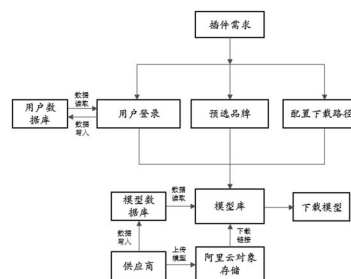 插件需求
用户数
据库
数据
读取
数据
写入
用户登录
预选品牌
配置下载路径
模型数
据库
数据
读取
模型库
下载模型
数据
写入
上传
模型
下载
链接
供应商
阿里云对象
存储